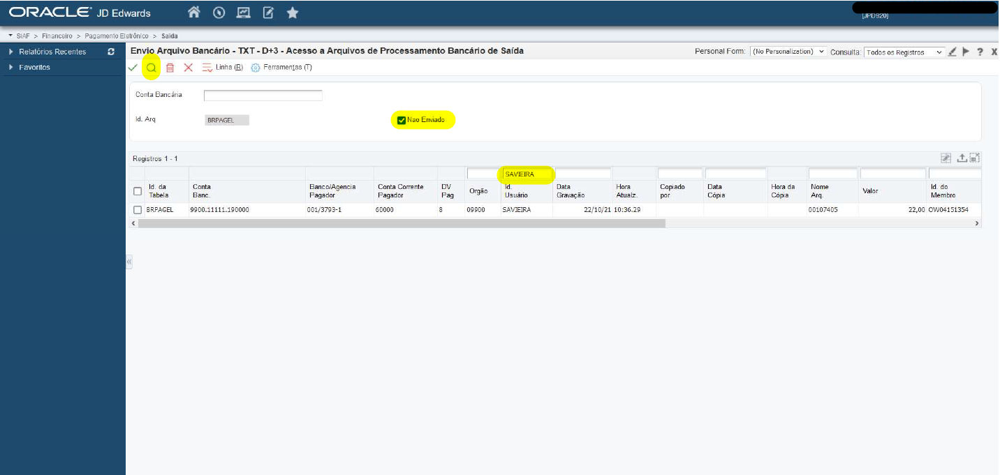 ORACLE JD Edwards
[JPD920]
SIAF > Financeiro > Pagamento Eletrônico > Saída
Relatórios Recentes
Favoritos
Envio Arquivo Bancário - TXT - D+3 - Acesso a Arquivos de Processamento Bancário de Saída
Personal Form: (No Personalization) Consulta: Todos os Registros
Linha (R) Ferramentas (T)
Conta Bancária
Id. Arq BRPAGEL Nao Enviado
Registros 1 - 1
SAVIEIRA
Id. da Tabela Conta Banc. Banco/Agencia Pagador Conta Corrente Pagador DV Pag Orgão Id. Usuário Data Gravação Hora Atualz. Copiado por Data Cópia Hora da Cópia Nome Arq. Valor Id. do Membro
BRPAGEL 9900.11111.190000 001/3793-1 60000 8 09900 SAVIEIRA 22/10/21 10:36.29 00107405 22,00 OW04151354